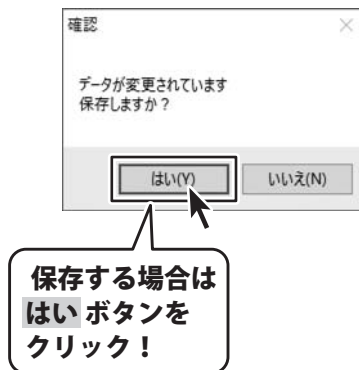 確認
データが変更されています
保存しますか？
はい(Y)
いいえ(N)
保存する場合は
はい ボタンを
クリック！